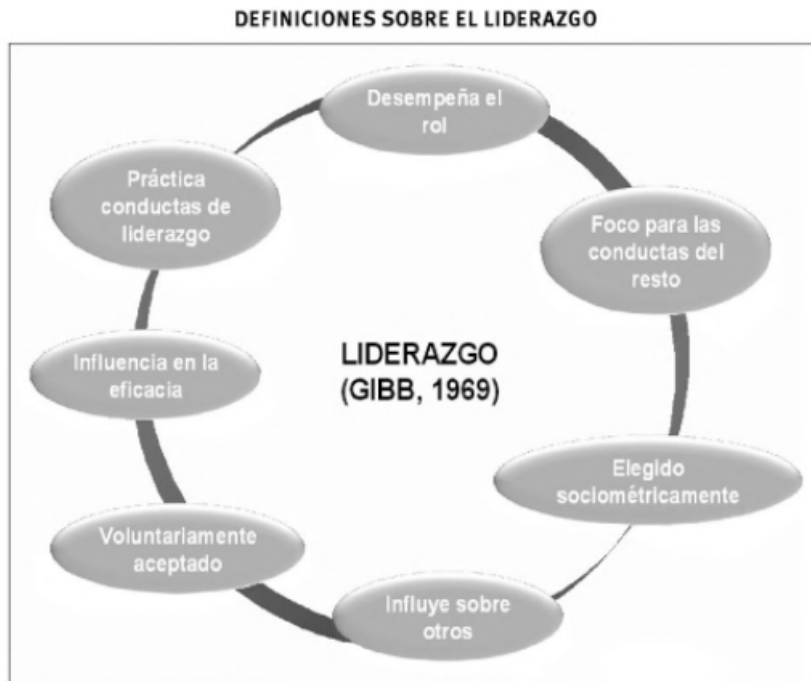 DEFINICIONES SOBRE EL LIDERAZGO
Desempeña el
rol
Práctica
conductas de
liderazgo
Foco para las
conductas del
resto
LIDERAZGO
(GIBB, 1969)
Influencia en la
eficacia
Elegido
sociométricamente
Voluntariamente
aceptado
Influye sobre
otros